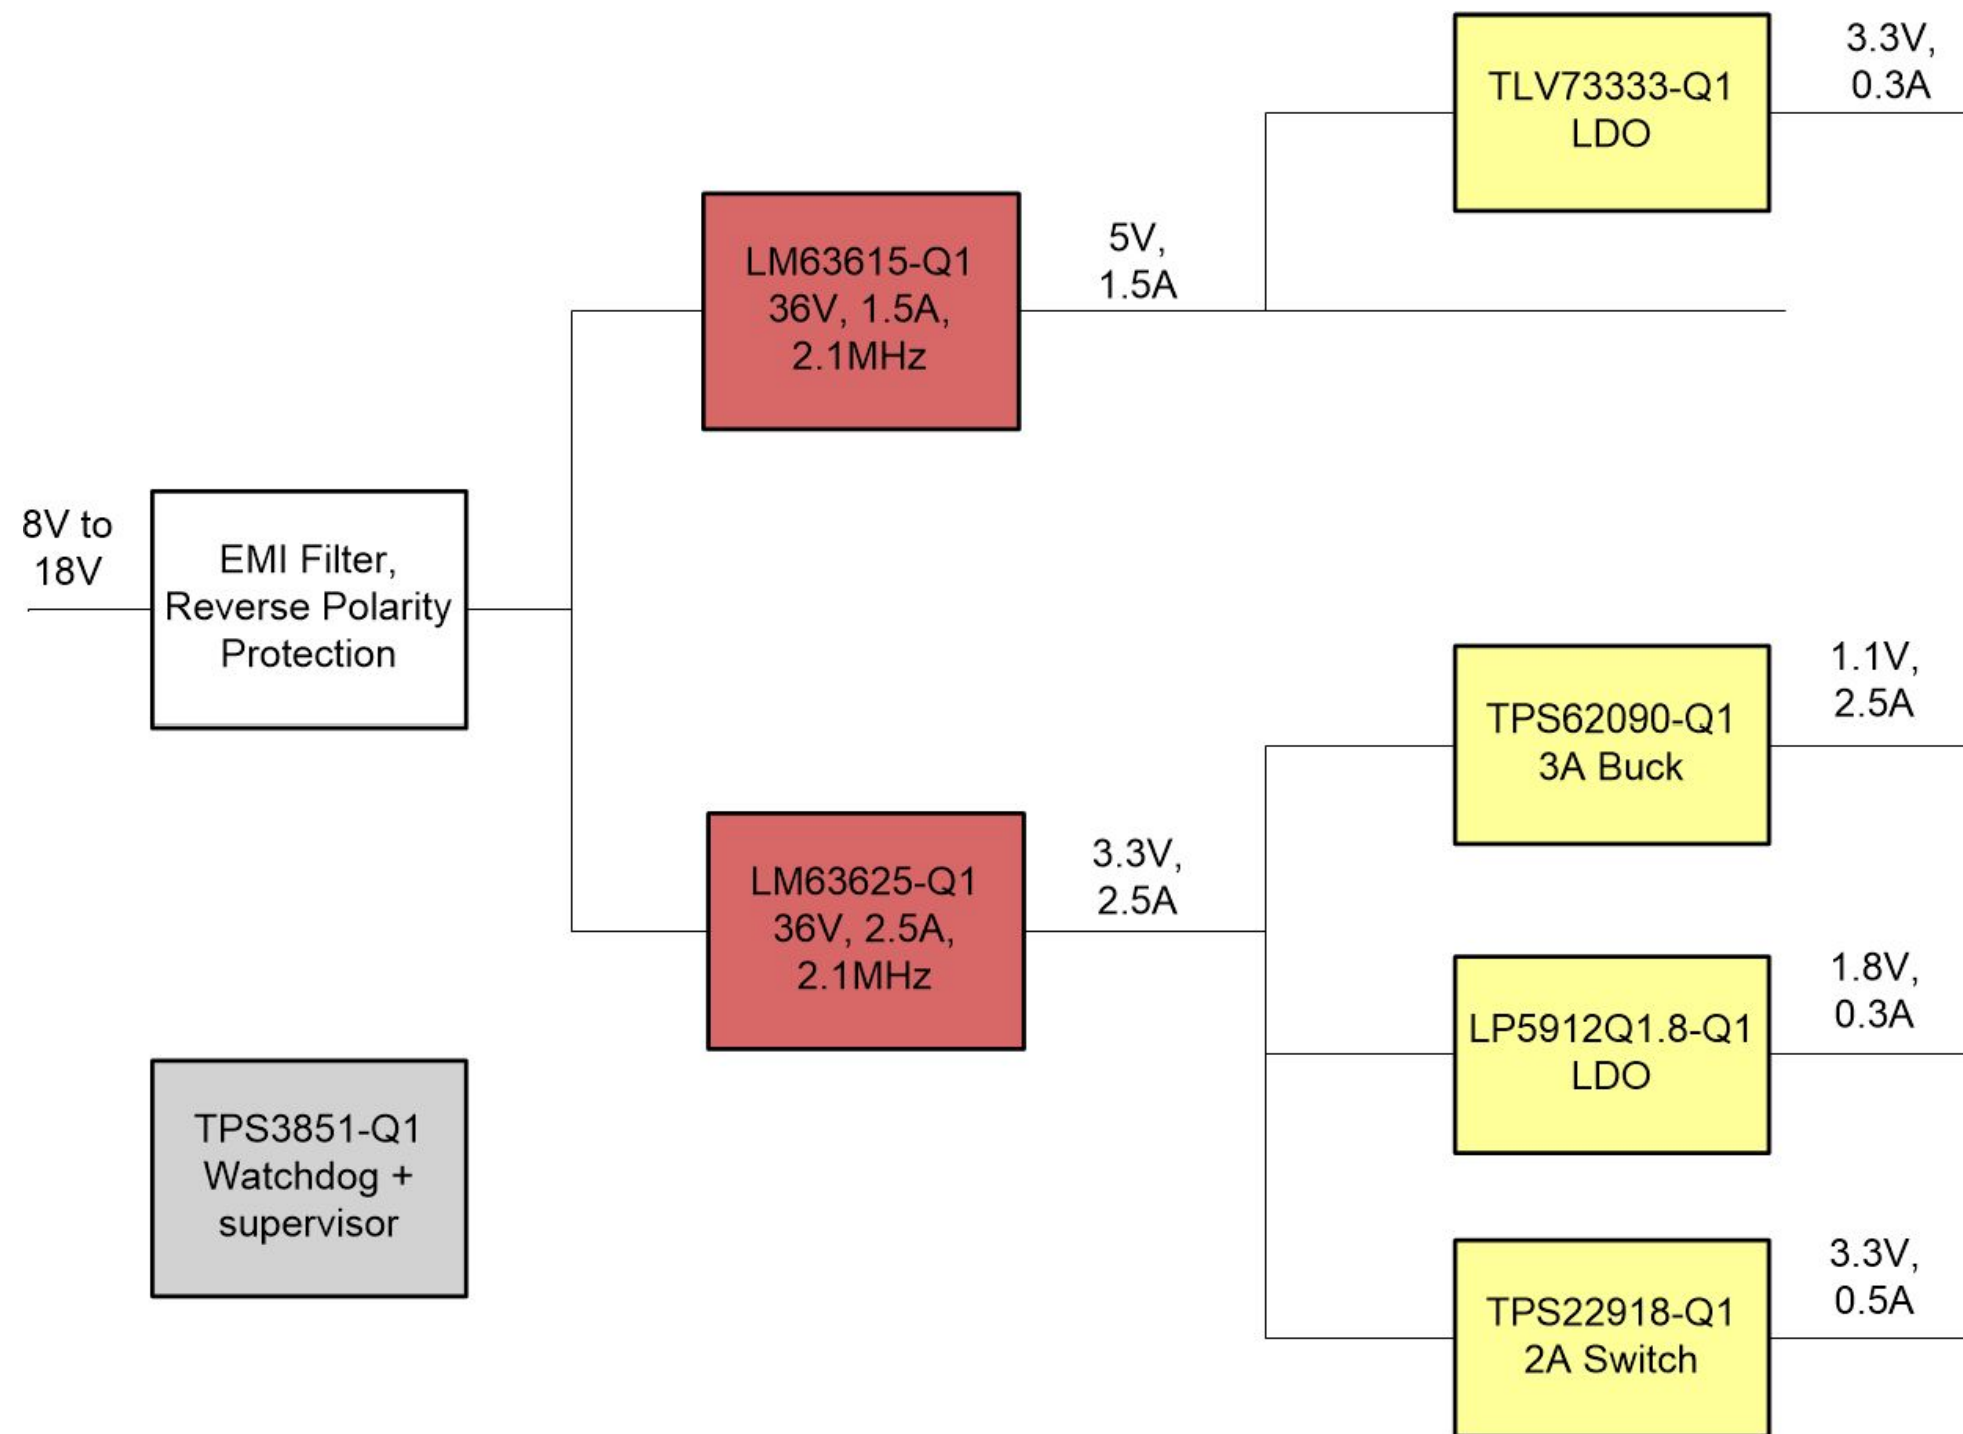 TLV73333-Q1
LDO
3.3V,
0.3A
LM63615-Q1
36V, 1.5A,
2.1MHz
5V,
1.5A
8V to
18V
EMI Filter,
Reverse Polarity
Protection
TPS62090-Q1
3A Buck
1.1V,
2.5A
LM63625-Q1
36V, 2.5A,
2.1MHz
3.3V,
2.5A
LP5912Q1.8-Q1
LDO
1.8V,
0.3A
TPS3851-Q1
Watchdog +
supervisor
TPS22918-Q1
2A Switch
3.3V,
0.5A